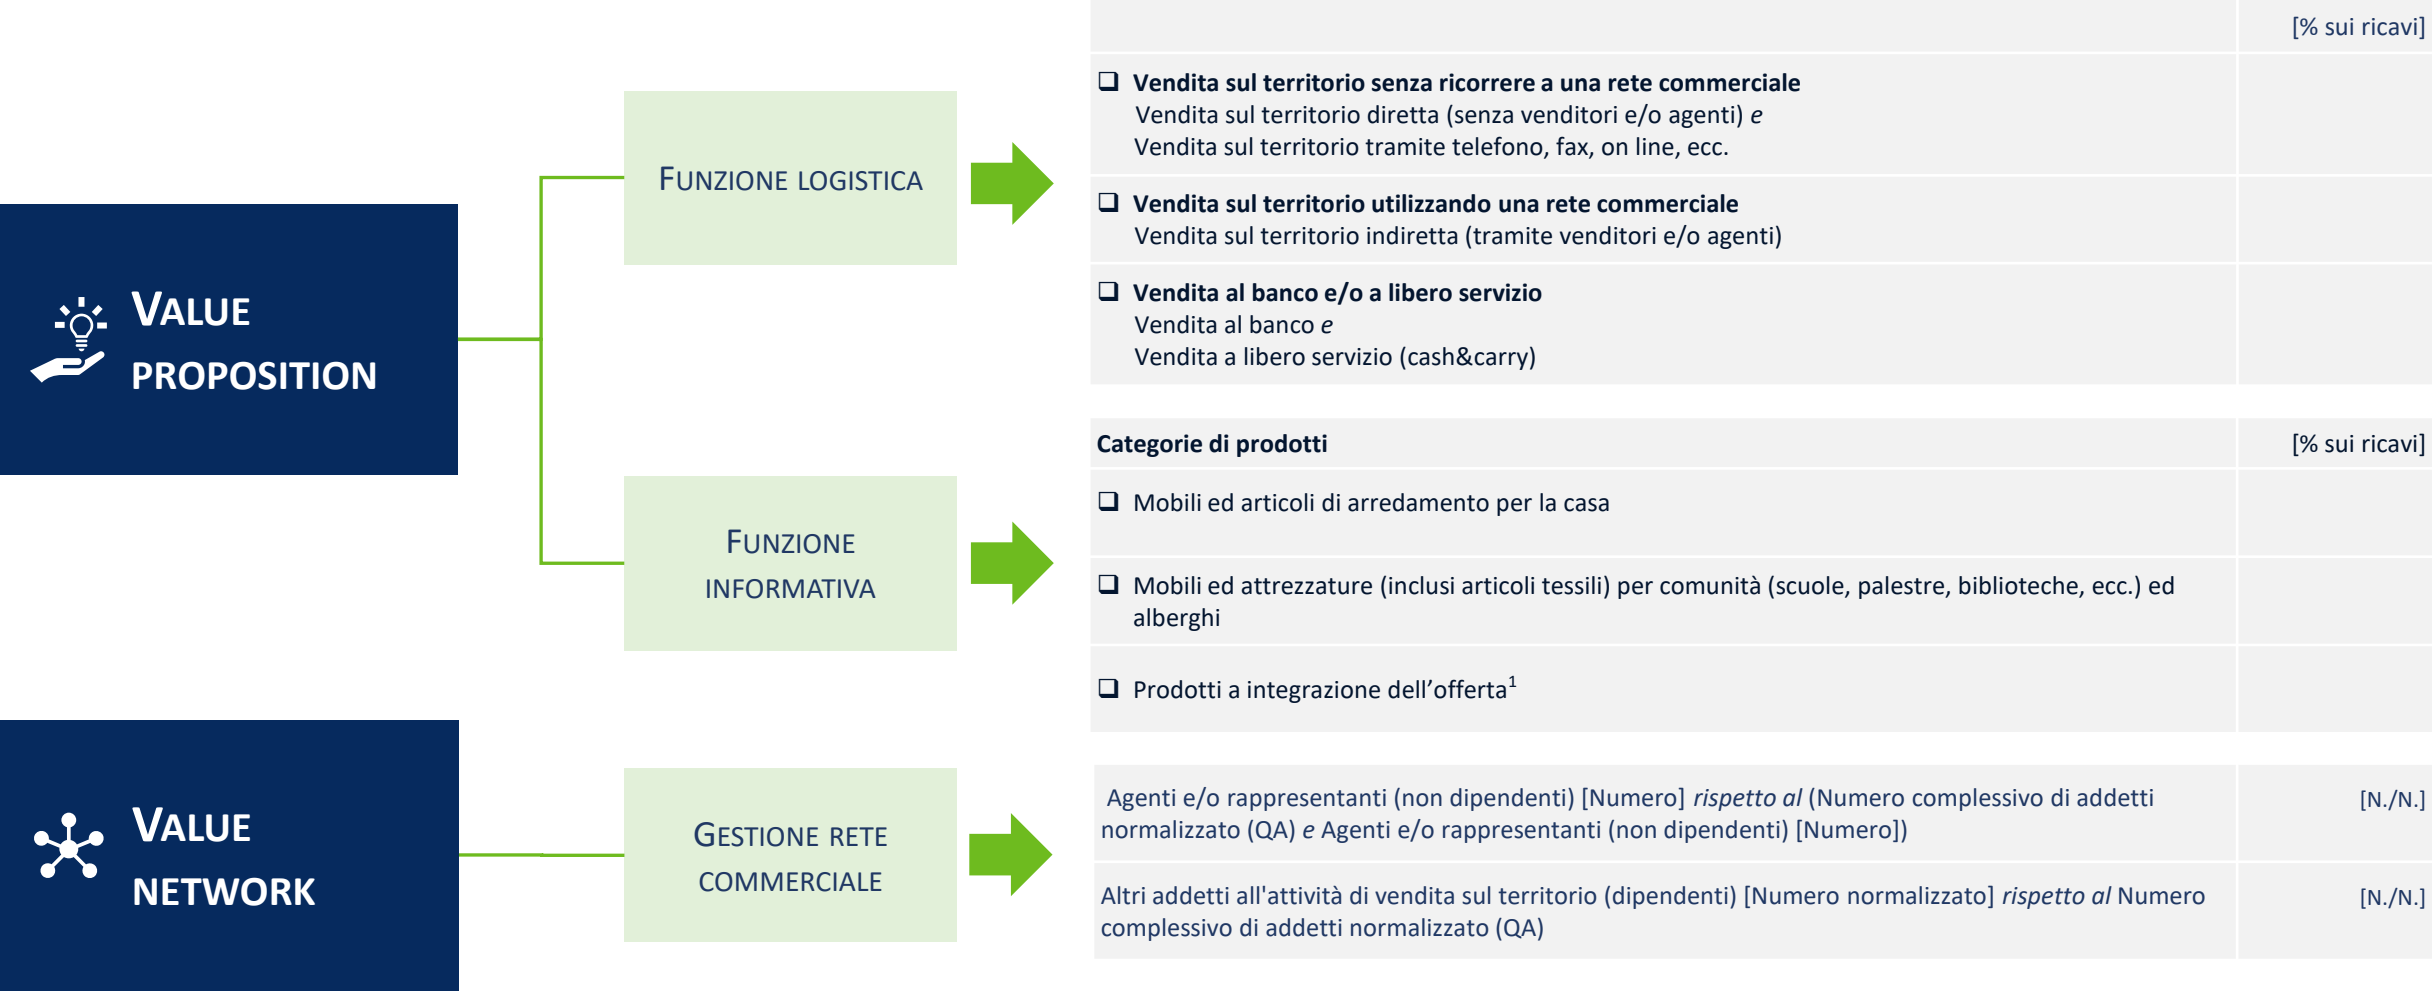 VALUE
PROPOSITION
FUNZIONE LOGISTICA
[% sui ricavi]
❑ Vendita sul territorio senza ricorrere a una rete commerciale
Vendita sul territorio diretta (senza venditori e/o agenti) e
Vendita sul territorio tramite telefono, fax, on line, ecc.
❑ Vendita sul territorio utilizzando una rete commerciale
Vendita sul territorio indiretta (tramite venditori e/o agenti)
❑ Vendita al banco e/o a libero servizio
Vendita al banco e
Vendita a libero servizio (cash&carry)
FUNZIONE
INFORMATIVA
Categorie di prodotti [% sui ricavi]
❑ Mobili ed articoli di arredamento per la casa
❑ Mobili ed attrezzature (inclusi articoli tessili) per comunità (scuole, palestre, biblioteche, ecc.) ed
alberghi
❑ Prodotti a integrazione dell'offerta¹
VALUE
NETWORK
GESTIONE RETE
COMMERCIALE
Agenti e/o rappresentanti (non dipendenti) [Numero] rispetto al (Numero complessivo di addetti [N./N.]
normalizzato (QA) e Agenti e/o rappresentanti (non dipendenti) [Numero])
Altri addetti all'attività di vendita sul territorio (dipendenti) [Numero normalizzato] rispetto al Numero [N./N.]
complessivo di addetti normalizzato (QA)